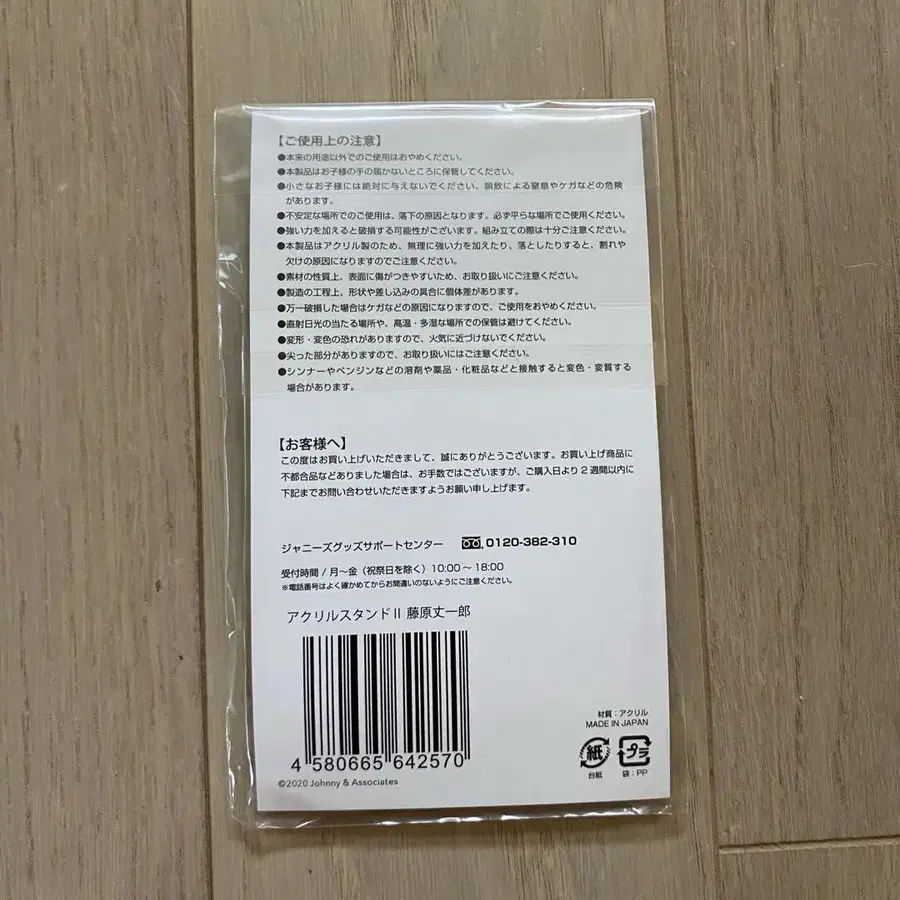 【ご使用上の注意】
●本来の用途以外でのご使用はおやめください。
●本製品はお子様の手の届かないところに保管してください。
●小さなお子様には絶対に与えないでください。誤飲による窒息やケガなどの危険
があります。
●不安定な場所でのご使用は、落下の原因となります。必ず平らな場所でご使用ください。
●強い力を加えると破損する可能性がございます。組み立ての際は十分ご注意ください。
●本製品はアクリル製のため、無理に強い力を加えたり、落としたりすると，割れや
欠けの原因になりますのでご注意ください。
●素材の性質上、表面に傷がつきやすいため、お取り扱いにご注意ください。
●製造の工程上、形状や差し込みの具合に個体差があります。
●万一破損した場合はケガなどの原因になりますので、ご使用をおやめください。
●直射日光の当たる場所や、高温・多湿な場所での保管は避けてください。
●変形・変色の恐れがありますので、火気に近づけないでください。
●尖った部分がありますので、お取り扱いにはご注意ください。
●シンナーやベンジンなどの溶剤や薬品・化粧品などと接触すると変色・変質する
場合があります。
【お客様へ】
この度はお買い上げいただきまして、誠にありがとうございます。お買い上げ商品に
不都合品などありました場合は、お手数ではございますが、ご購入日より2週間以内に
下記までお問い合わせいただきますようお願い申し上げます。
ジャニーズグッズサポートセンター 0120-382-310
受付時間 / 月～金（祝祭日を除く）10:00～18:00
※電話番号はよく確かめてからお間違いのないようにご注意ください。
アクリルスタンドⅡ 藤原丈一郎
4 580665 642570
©2020 Johnny & Associates
材質：アクリル
MADE IN JAPAN
紙
台紙
プラ
袋：PP